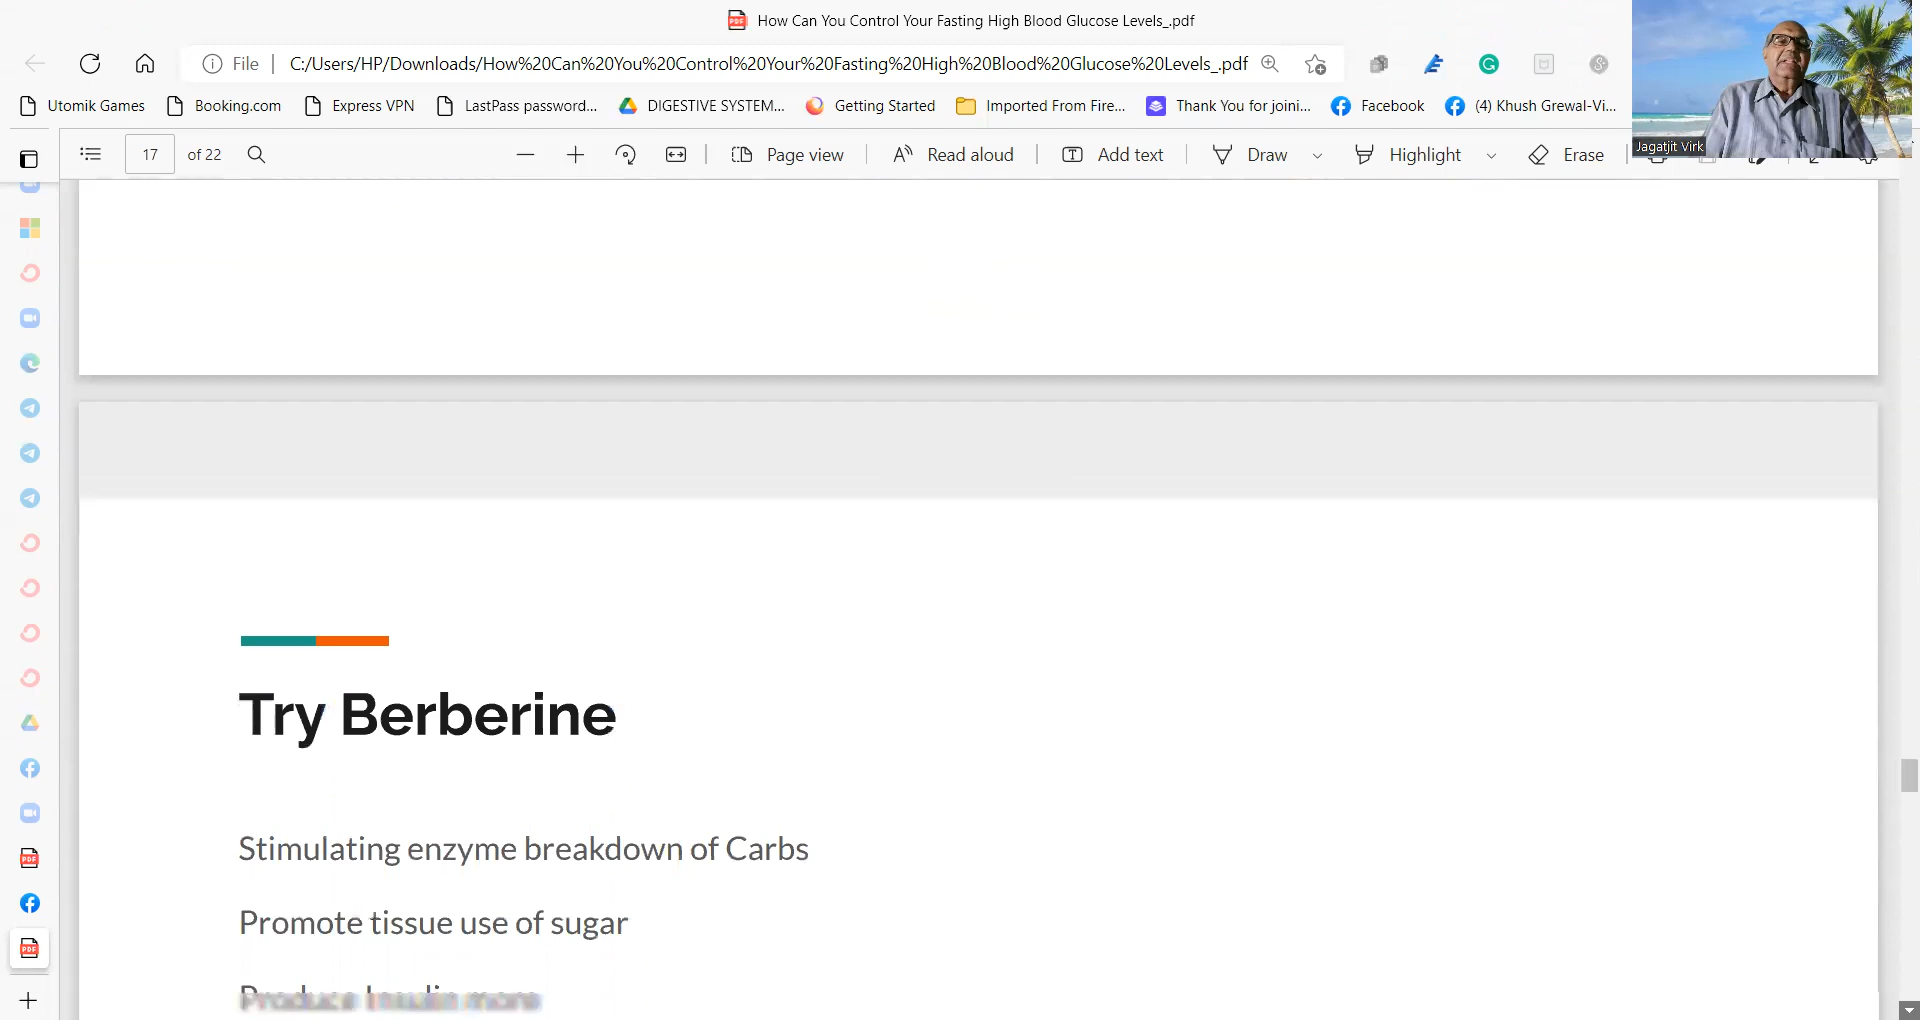 How Can You Control Your Fasting High Blood Glucose Levels_.pdf
File C:/Users/HP/Downloads/How%20Can%20You%20Control%20Your%20Fasting%20High%20Blood%20Glucose%20Levels_.pdf
Utomik Games Booking.com Express VPN LastPass password... DIGESTIVE SYSTEM... Getting Started Imported From Fire... Thank You for joini... Facebook (4) Khush Grewal-Vi...
Jagatjit Virk
17 of 22 Page view Read aloud Add text Draw Highlight Erase
Try Berberine
Stimulating enzyme breakdown of Carbs
Promote tissue use of sugar
Produce Insulin more